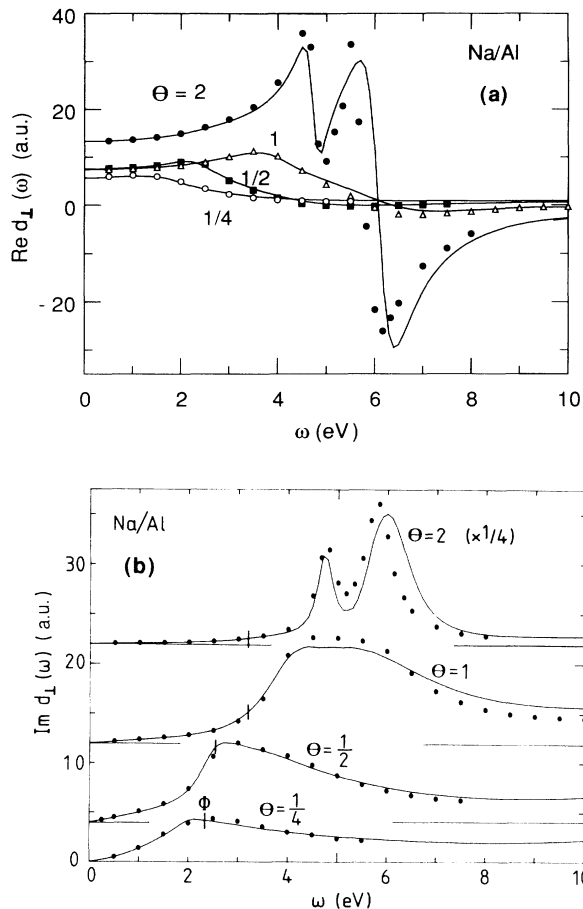 40
Na/Al
(a)
Θ = 2
20
1
1/2
0
1/4
-20
Re d⊥(ω) (a.u.)
0 2 4 6 8 10
ω (eV)
Na/Al
(b)
Θ=2 (×1/4)
30
20
Θ=1
10
Θ=1/2
Φ
Θ=1/4
0
Im d⊥(ω) (a.u.)
0 2 4 6 8 10
ω (eV)